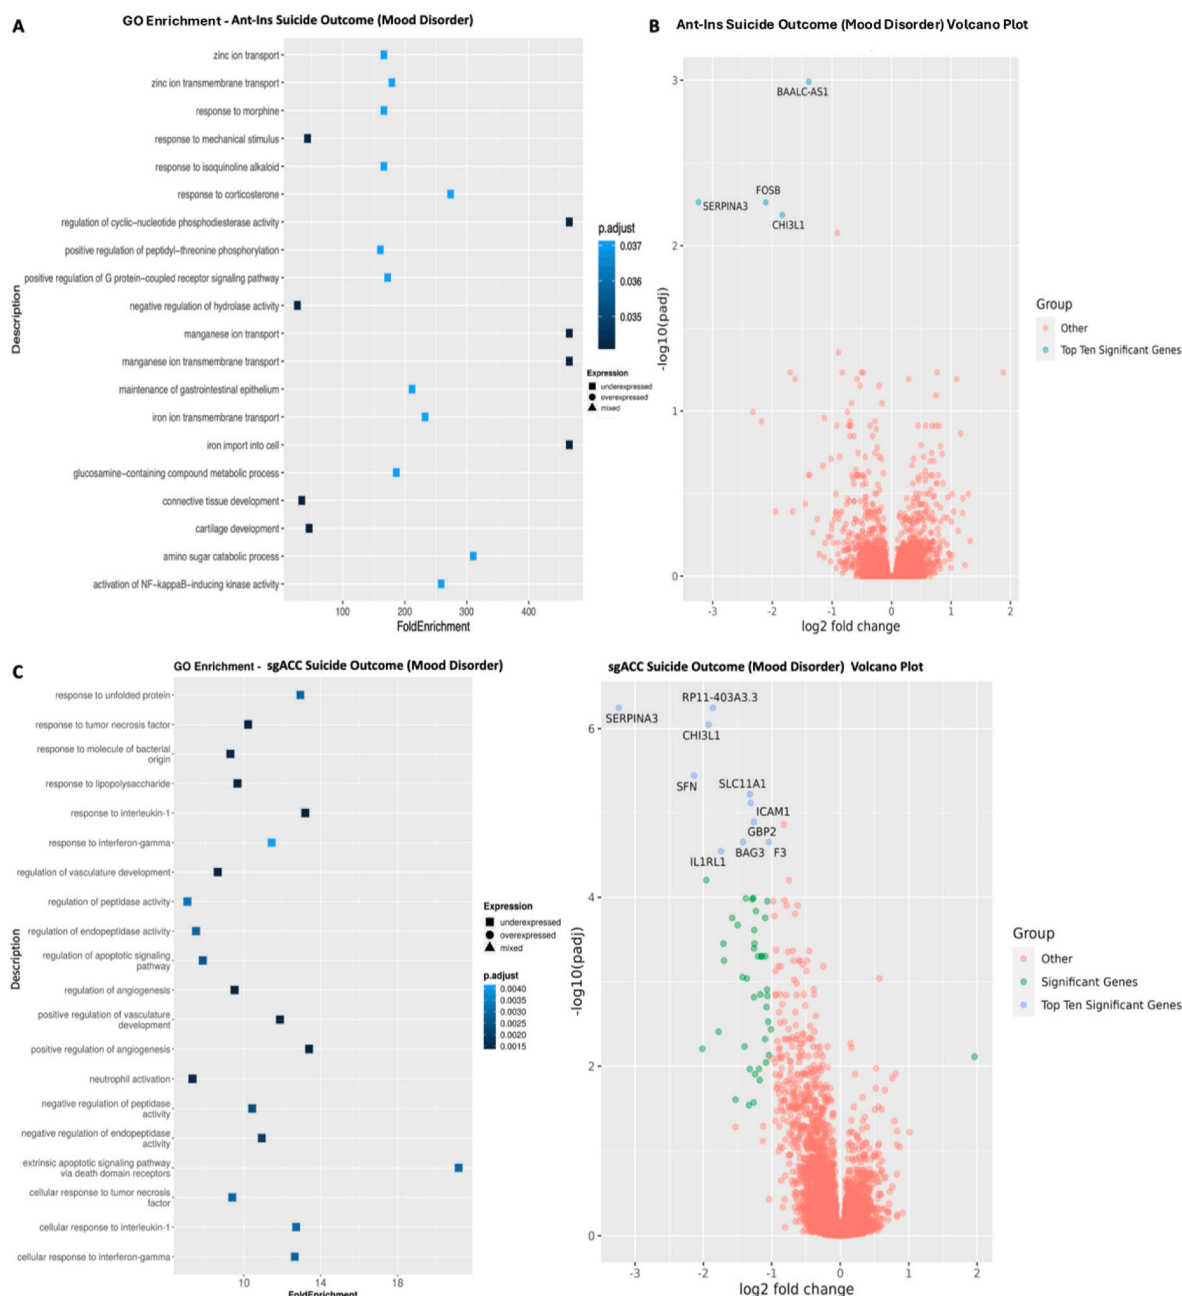 A
GO Enrichment - Ant-Ins Suicide Outcome (Mood Disorder)
Description
zinc ion transport
zinc ion transmembrane transport
response to morphine
response to mechanical stimulus
response to isoquinoline alkaloid
response to corticosterone
regulation of cyclic-nucleotide phosphodiesterase activity
positive regulation of peptidyl-threonine phosphorylation
positive regulation of G protein-coupled receptor signaling pathway
negative regulation of hydrolase activity
manganese ion transport
manganese ion transmembrane transport
maintenance of gastrointestinal epithelium
iron ion transmembrane transport
iron import into cell
glucosamine-containing compound metabolic process
connective tissue development
cartilage development
amino sugar catabolic process
activation of NF-kappaB-inducing kinase activity
100 200 300 400
FoldEnrichment
p.adjust
0.037
0.036
0.035
Expression
underexpressed
overexpressed
mixed
B
Ant-Ins Suicide Outcome (Mood Disorder) Volcano Plot
-log10(padj)
3
2
1
0
BAALC-AS1
FOSB
SERPINA3
CHI3L1
-3 -2 -1 0 1 2
log2 fold change
Group
Other
Top Ten Significant Genes
C
GO Enrichment - sgACC Suicide Outcome (Mood Disorder)
Description
response to unfolded protein
response to tumor necrosis factor
response to molecule of bacterial
origin
response to lipopolysaccharide
response to interleukin-1
response to interferon-gamma
regulation of vasculature development
regulation of peptidase activity
regulation of endopeptidase activity
regulation of apoptotic signaling
pathway
regulation of angiogenesis
positive regulation of vasculature
development
positive regulation of angiogenesis
neutrophil activation
negative regulation of peptidase
activity
negative regulation of endopeptidase
activity
extrinsic apoptotic signaling pathway
via death domain receptors
cellular response to tumor necrosis
factor
cellular response to interleukin-1
cellular response to interferon-gamma
10 14 18
FoldEnrichment
Expression
underexpressed
overexpressed
mixed
p.adjust
0.0040
0.0035
0.0030
0.0025
0.0020
0.0015
sgACC Suicide Outcome (Mood Disorder) Volcano Plot
-log10(padj)
6
4
2
0
RP11-403A3.3
SERPINA3
CHI3L1
SFN
SLC11A1
ICAM1
GBP2
BAG3
F3
IL1RL1
-3 -2 -1 0 1 2
log2 fold change
Group
Other
Significant Genes
Top Ten Significant Genes